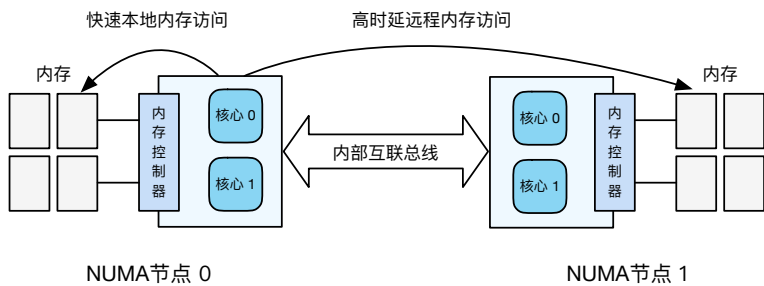 快速本地内存访问
高时延远程内存访问
内存
内存
内存控制器
核心 0
核心 1
内部互联总线
核心 0
核心 1
内存控制器
NUMA节点 0
NUMA节点 1